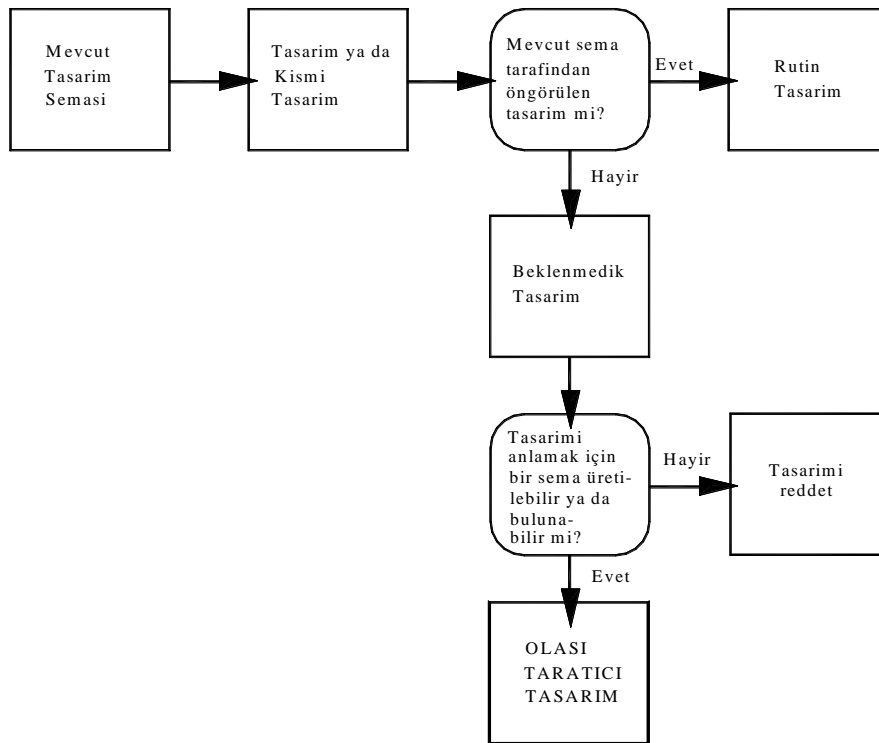 Mevcut
Tasarim
Semasi
Tasarim ya da
Kismi
Tasarim
Mevcut sema
tarafindan
öngörülen
tasarim mi?
Evet
Rutin
Tasarim
Hayir
Beklenmedik
Tasarim
Tasarimi
anlamak için
bir sema üreti-
lebilir ya da
buluna-
bilir mi?
Hayir
Tasarimi
reddet
Evet
OLASI
TARATICI
TASARIM